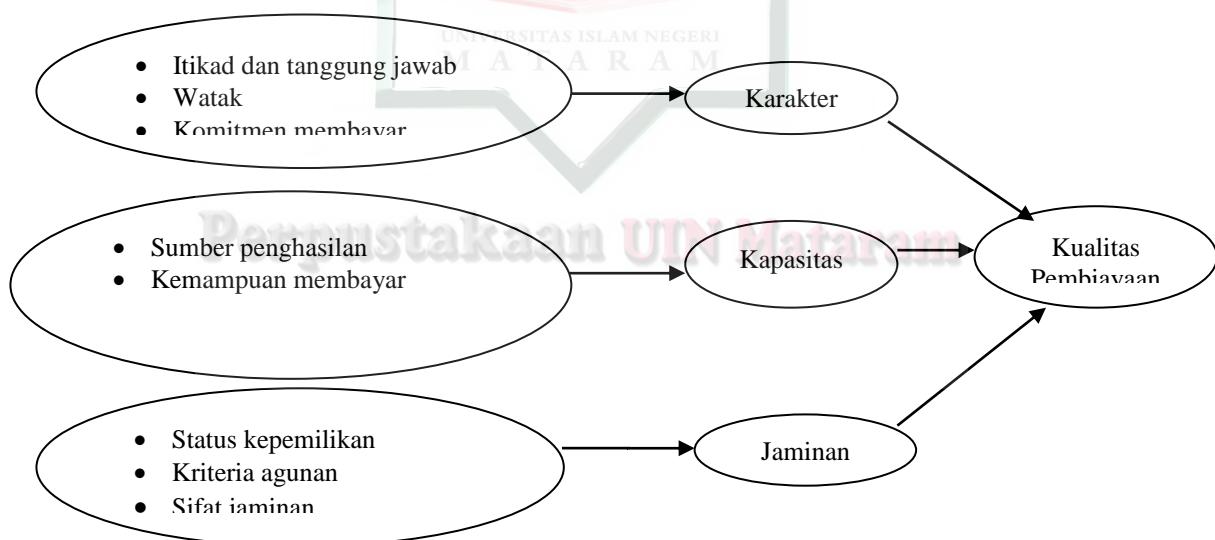 UNIVERSITAS ISLAM NEGERI
MATARAM
• Itikad dan tanggung jawab
• Watak
• Komitmen membayar
Karakter
Perpustakaan UIN Mataram
• Sumber penghasilan
• Kemampuan membayar
Kapasitas
Kualitas
Pembiayaan
• Status kepemilikan
• Kriteria agunan
• Sifat jaminan
Jaminan